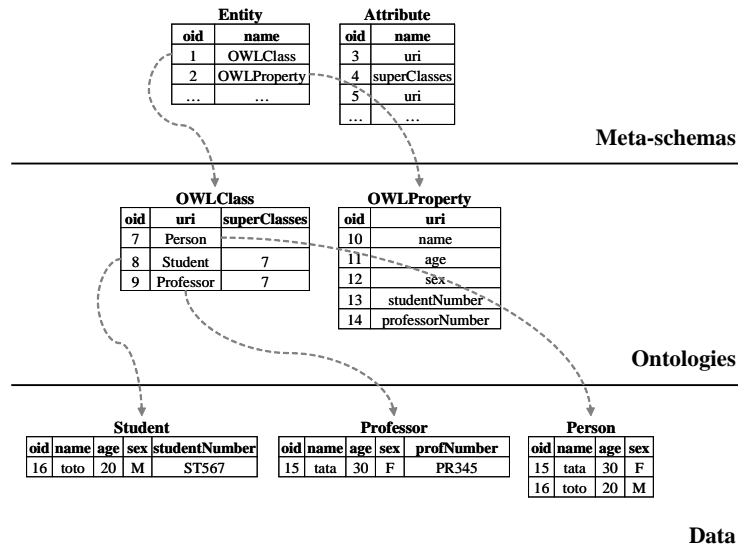 Entity
oid name
1 OWLClass
2 OWLProperty
... ...
Attribute
oid name
3 uri
4 superClasses
5 uri
... ...
Meta-schemas
OWLClass
oid uri superClasses
7 Person
8 Student 7
9 Professor 7
OWLProperty
oid uri
10 name
11 age
12 sex
13 studentNumber
14 professorNumber
Ontologies
Student
oid name age sex studentNumber
16 toto 20 M ST567
Professor
oid name age sex profNumber
15 tata 30 F PR345
Person
oid name age sex
15 tata 30 F
16 toto 20 M
Data